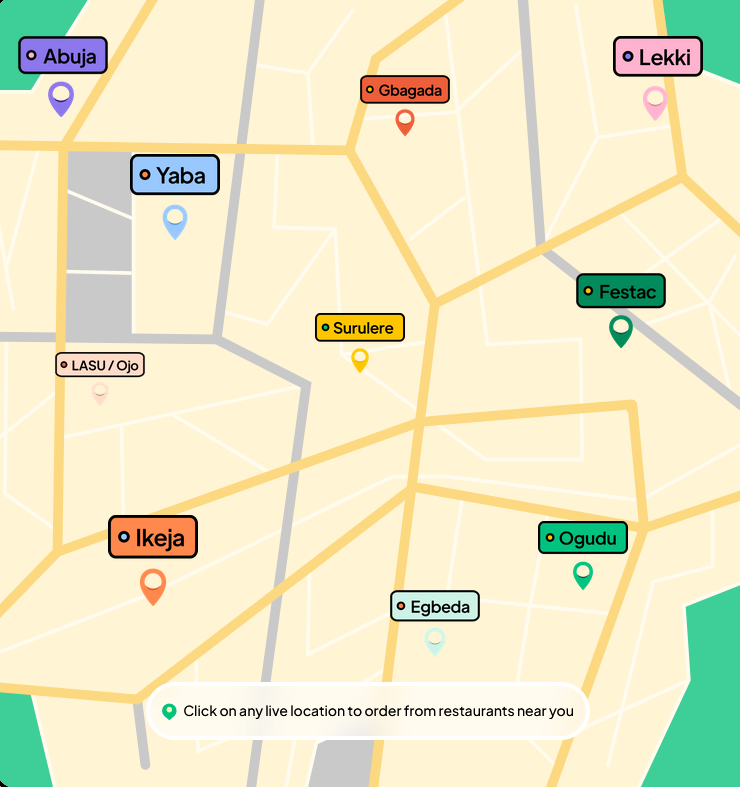 Abuja
Lekki
Gbagada
Yaba
Festac
Surulere
LASU / Ojo
Ikeja
Ogudu
Egbeda
Click on any live location to order from restaurants near you